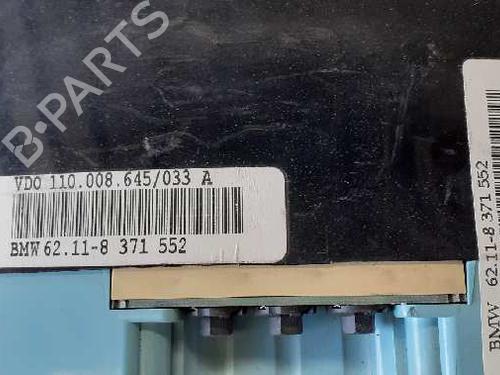 B-PARTS
VDO 110.008.645/033 A
BMW 62.11-8 371 552
BMW 62.11-8 371 552